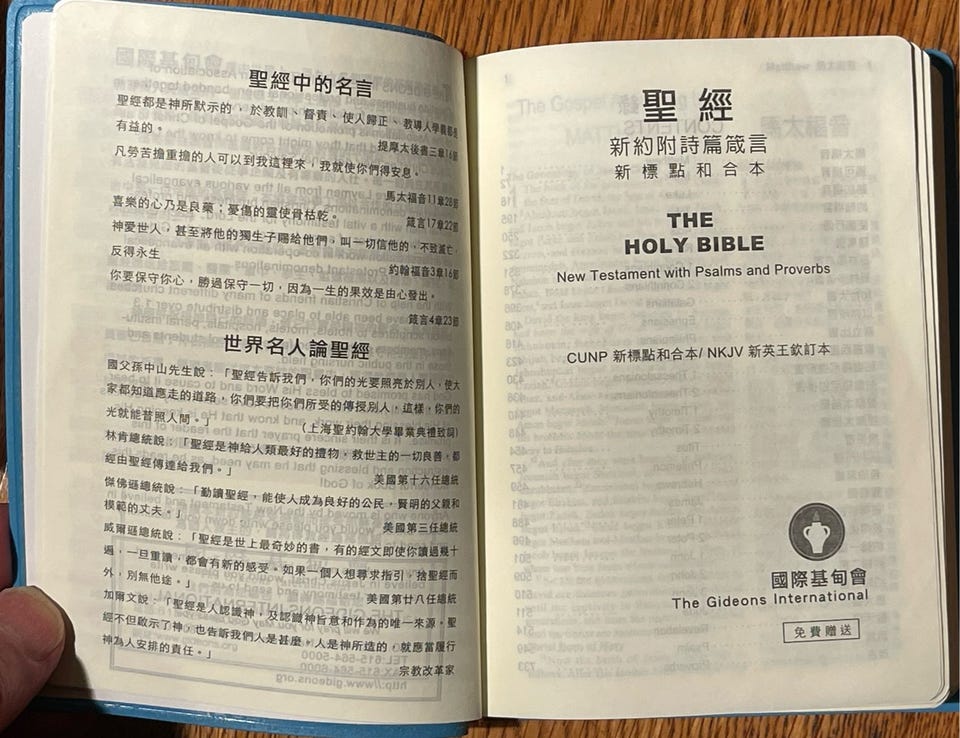 聖經中的名言
聖經都是神所默示的，於教訓、督責、使人歸正、教導人學義都是
有益的。
提摩太後書三章16節
凡勞苦擔重擔的人可以到我這裡來，我就使你們得安息。
馬太福音11章28節
喜樂的心乃是良藥；憂傷的靈使骨枯乾。
箴言17章22節
神愛世人，甚至將他的獨生子賜給他們，叫一切信他的，不致滅亡，
反得永生
約翰福音3章16節
你要保守你心，勝過保守一切，因為一生的果效是由心發出。
箴言4章23節
世界名人論聖經
國父孫中山先生說：「聖經告訴我們，你們的光要照亮於別人，使大
家都知道應走的道路，你們要把你們所受的傳授別人，這樣，你們的
光就能普照人間。」
（上海聖約翰大學畢業典禮致詞）
林肯總統說：「聖經是神給人類最好的禮物，救世主的一切良善，都
經由聖經傳達給我們。」
美國第十六任總統
傑佛遜總統說：「勤讀聖經，能使人成為良好的公民，賢明的父親和
模範的丈夫。」
美國第三任總統
威爾遜總統說：「聖經是世上最奇妙的書，有的經文即使你讀過幾十
遍，一旦重讀，都會有新的感受。如果一個人想尋求指引，捨聖經而
外，別無他途。」
美國第廿八任總統
加爾文說：「聖經是人認識神，及認識神旨意和作為的唯一來源。聖
經不但啟示了神，也告訴我們人是甚麼，人是神所造的，就應當履行
神為人安排的責任。」
宗教改革家
聖經
新約附詩篇箴言
新標點和合本
THE
HOLY BIBLE
New Testament with Psalms and Proverbs
CUNP 新標點和合本/ NKJV 新英王欽訂本
國際基甸會
The Gideons International
免費贈送